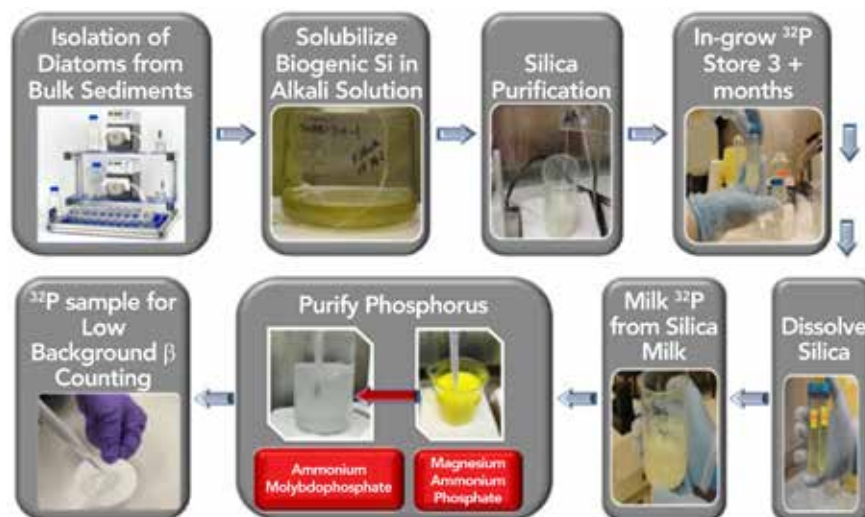 Isolation of
Diatoms from
Bulk Sediments
Solubilize
Biogenic Si in
Alkali Solution
Silica
Purification
In-grow ³²P
Store 3 +
months
Dissolve
Silica
Milk ³²P
from Silica
Milk
Purify Phosphorus
Magnesium
Ammonium
Phosphate
Ammonium
Molybdophosphate
³²P sample for
Low
Background β
Counting